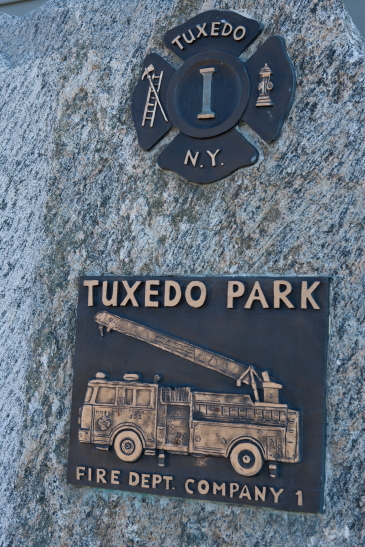 TUXEDO
I
N.Y.
TUXEDO PARK
FIRE DEPT. COMPANY 1